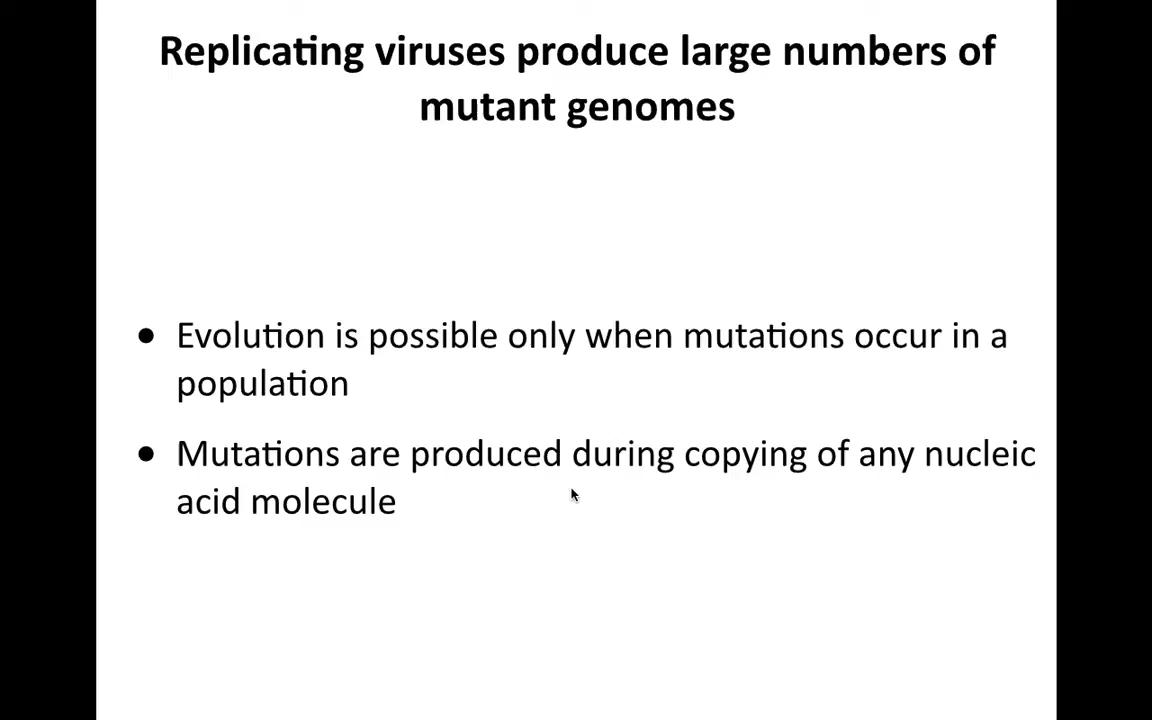 Replicating viruses produce large numbers of
mutant genomes
● Evolution is possible only when mutations occur in a
population
● Mutations are produced during copying of any nucleic
acid molecule